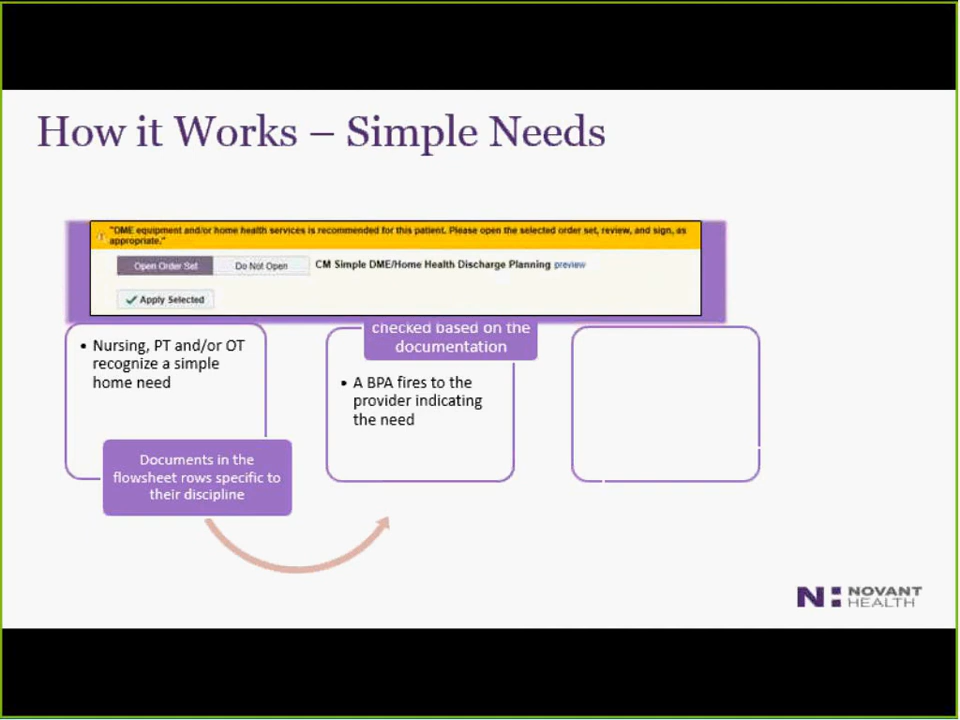 How it Works – Simple Needs
"DME equipment and/or home health services is recommended for this patient. Please open the selected order set, review, and sign, as
appropriate."
Open Order Set Do Not Open CM Simple DME/Home Health Discharge Planning preview
Apply Selected
• Nursing, PT and/or OT
recognize a simple
home need
Documents in the
flowsheet rows specific to
their discipline
checked based on the
documentation
• A BPA fires to the
provider indicating
the need
NOVANT
HEALTH